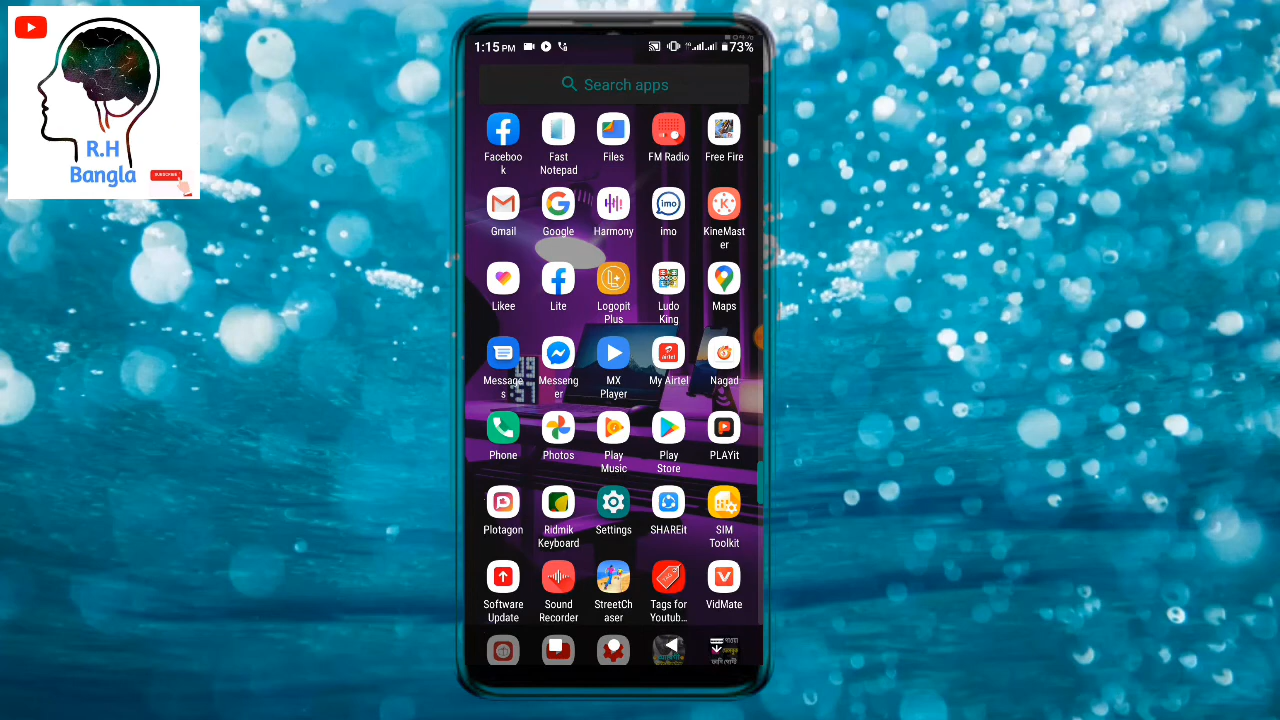 R.H
Bangla
SUBSCRIBE
1:15 PM
73%
Search apps
Faceboo
k
Fast
Notepad
Files
FM Radio
Free Fire
Gmail
Google
Harmony
imo
KineMast
er
Likee
Lite
Logopit
Plus
Ludo
King
Maps
Message
s
Messeng
er
MX
Player
My Airtel
Nagad
Phone
Photos
Play
Music
Play
Store
PLAYit
Plotagon
Ridmik
Keyboard
Settings
SHAREit
SIM
Toolkit
Software
Update
Sound
Recorder
StreetCh
aser
Tags for
Youtub...
VidMate